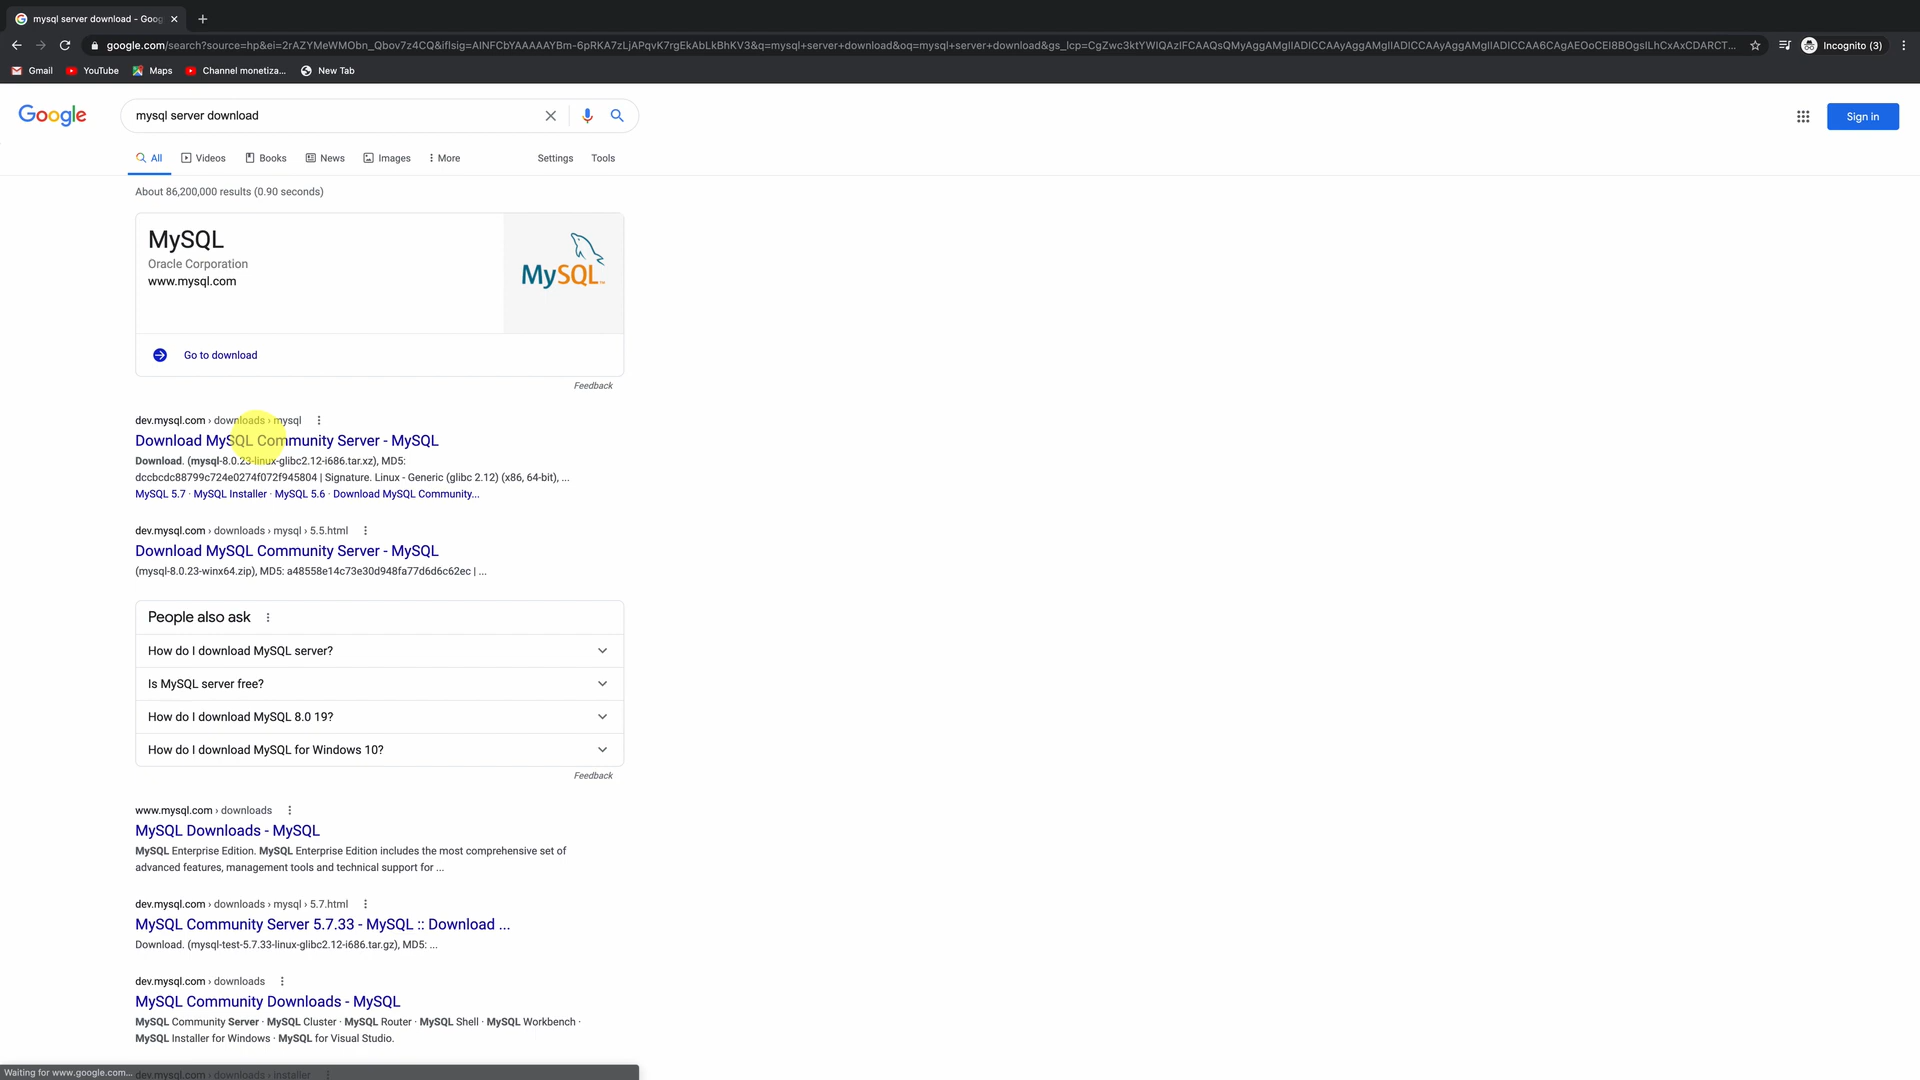 mysql server download - Goog
google.com/search?source=hp&ei=2rAZYMeWMObn_Qbov7z4CQ&iflsig=AINFCbYAAAAAYBm-6pRKA7zLjAPqvK7rgEkAbLkBhKV3&q=mysql+server+download&oq=mysql+server+download&gs_lcp=CgZwc3ktYWIQAzIFCAAQsQMyAggAMgIIADICCAAyAggAMgIIADICCAAyAggAMgIIADICCAA6CAgAEOoCEI8BOgsILhCxAxCDARCT...
Incognito (3)
Gmail
YouTube
Maps
Channel monetiza...
New Tab
Google
mysql server download
Sign in
All
Videos
Books
News
Images
More
Settings
Tools
About 86,200,000 results (0.90 seconds)
MySQL
Oracle Corporation
www.mysql.com
MySQL
Go to download
Feedback
dev.mysql.com › downloads › mysql
Download MySQL Community Server - MySQL
Download. (mysql-8.0.23-linux-glibc2.12-i686.tar.xz), MD5:
dccbcdc88799c724e0274f072f945804 | Signature. Linux - Generic (glibc 2.12) (x86, 64-bit), ...
MySQL 5.7 · MySQL Installer · MySQL 5.6 · Download MySQL Community...
dev.mysql.com › downloads › mysql › 5.5.html
Download MySQL Community Server - MySQL
(mysql-8.0.23-winx64.zip), MD5: a48558e14c73e30d948fa77d6d6c62ec | ...
People also ask
How do I download MySQL server?
Is MySQL server free?
How do I download MySQL 8.0 19?
How do I download MySQL for Windows 10?
Feedback
www.mysql.com › downloads
MySQL Downloads - MySQL
MySQL Enterprise Edition. MySQL Enterprise Edition includes the most comprehensive set of
advanced features, management tools and technical support for ...
dev.mysql.com › downloads › mysql › 5.7.html
MySQL Community Server 5.7.33 - MySQL :: Download ...
Download. (mysql-test-5.7.33-linux-glibc2.12-i686.tar.gz), MD5: ...
dev.mysql.com › downloads
MySQL Community Downloads - MySQL
MySQL Community Server · MySQL Cluster · MySQL Router · MySQL Shell · MySQL Workbench ·
MySQL Installer for Windows · MySQL for Visual Studio.
Waiting for www.google.com...
dev.mysql.com › downloads › installer